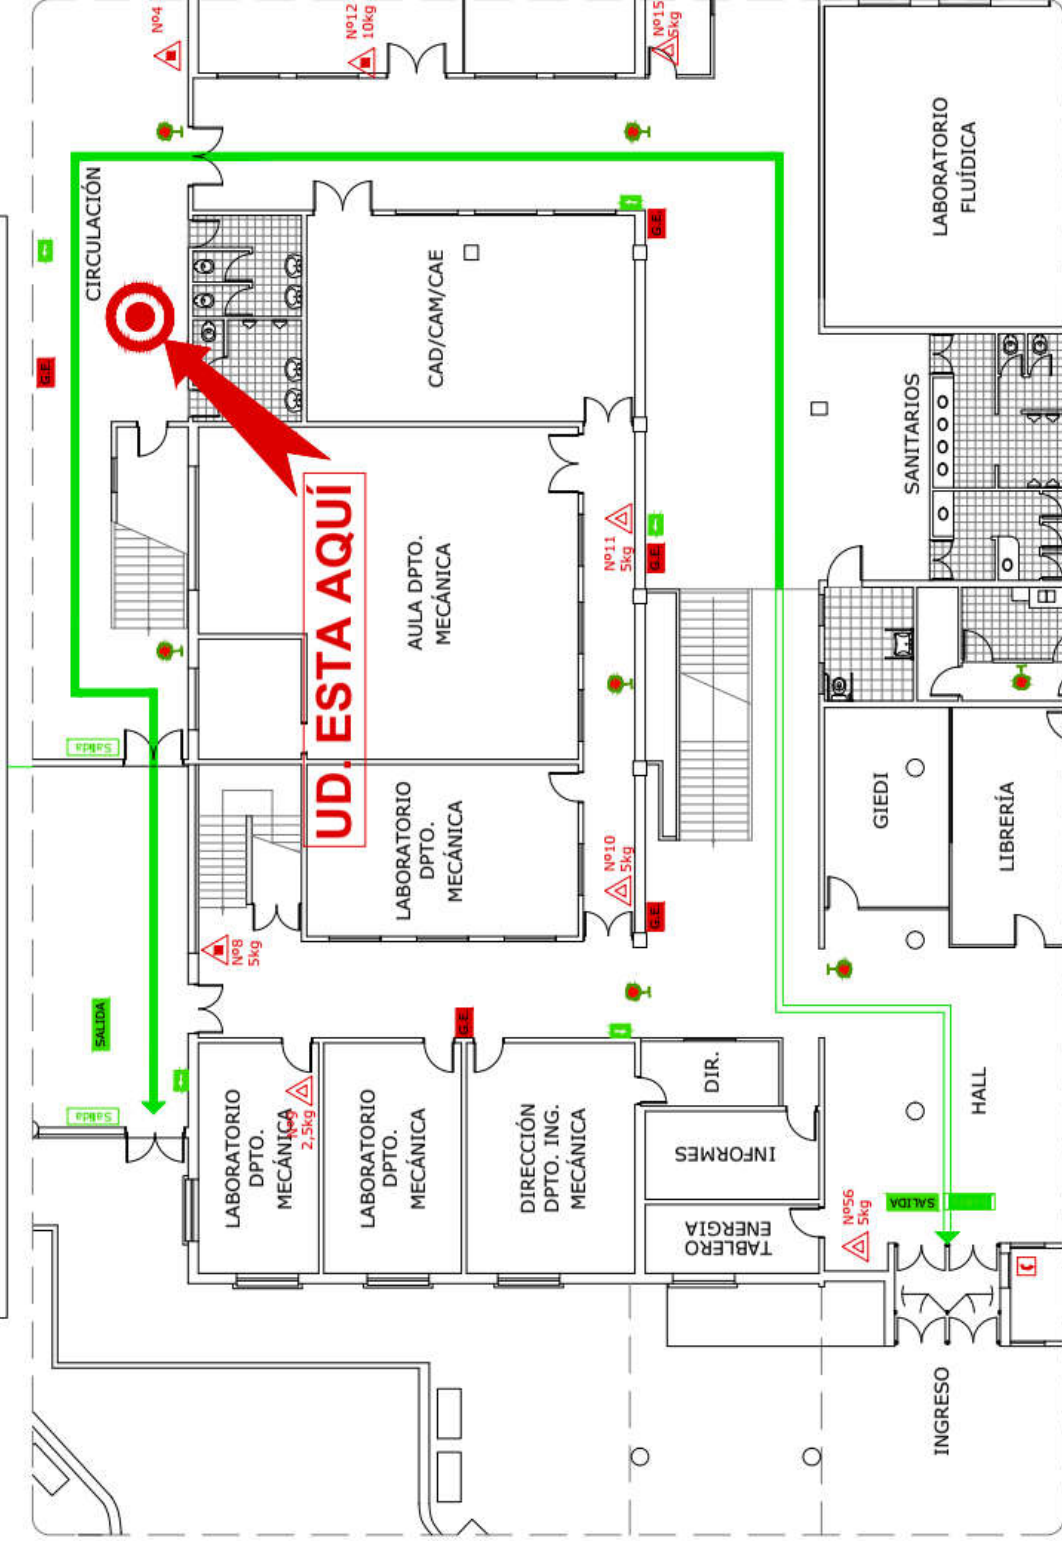 Nº4
Nº12
10kg
Nº15
5kg
CIRCULACIÓN
LABORATORIO
FLUÍDICA
G.E.
G.E.
CAD/CAM/CAE
SANITARIOS
UD. ESTA AQUÍ
AULA DPTO.
MECÁNICA
Nº11
5kg
G.E.
Salida
LABORATORIO
DPTO.
MECÁNICA
Nº10
5kg
G.E.
GIEDI
LIBRERÍA
Nº8
5kg
SALIDA
G.E.
Salida
LABORATORIO
DPTO.
MECÁNICA
Nº9
2,5kg
LABORATORIO
DPTO.
MECÁNICA
DIRECCIÓN
DPTO. ING.
MECÁNICA
DIR.
INFORMES
TABLERO
ENERGIA
HALL
SALIDA
Nº56
5kg
INGRESO